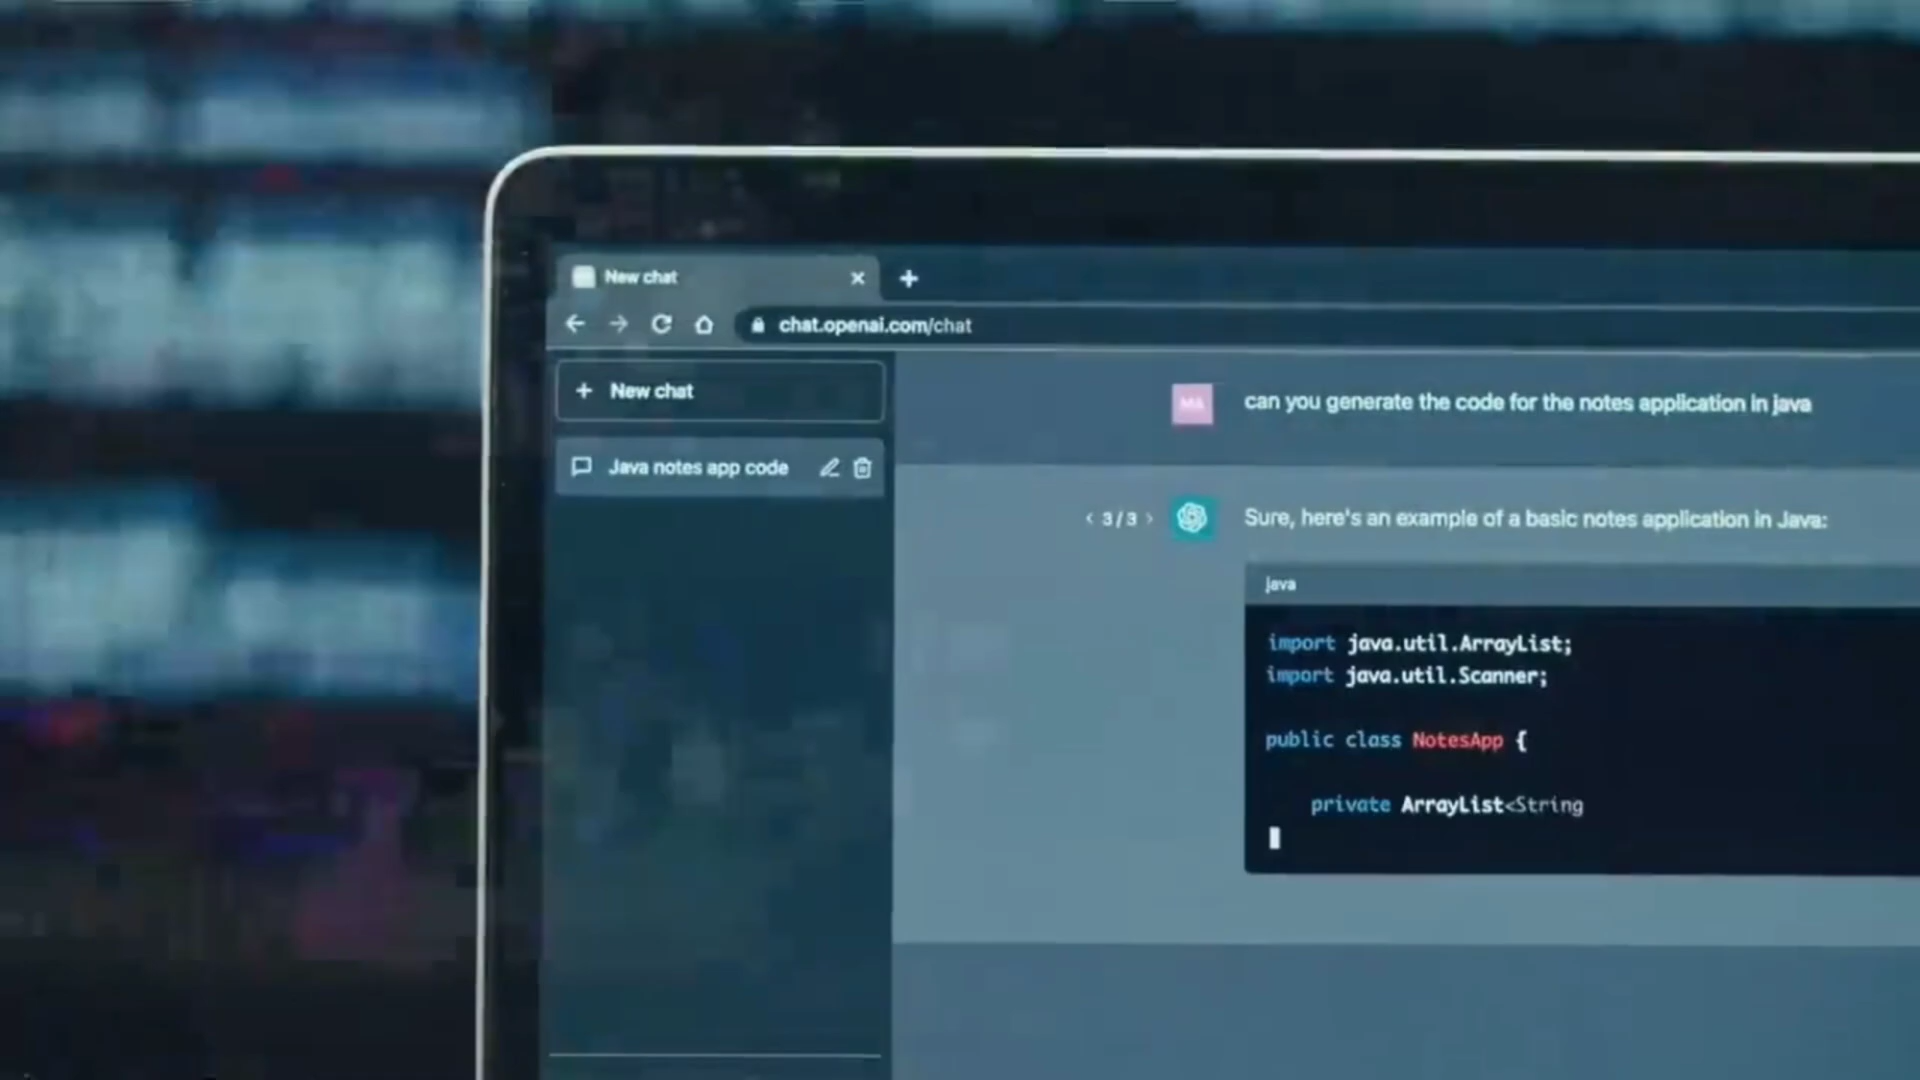 New chat
chat.openai.com/chat
New chat
Java notes app code
can you generate the code for the notes application in java
< 3 / 3 >
Sure, here's an example of a basic notes application in Java:
java
import java.util.ArrayList;
import java.util.Scanner;
public class NotesApp {
private ArrayList<String